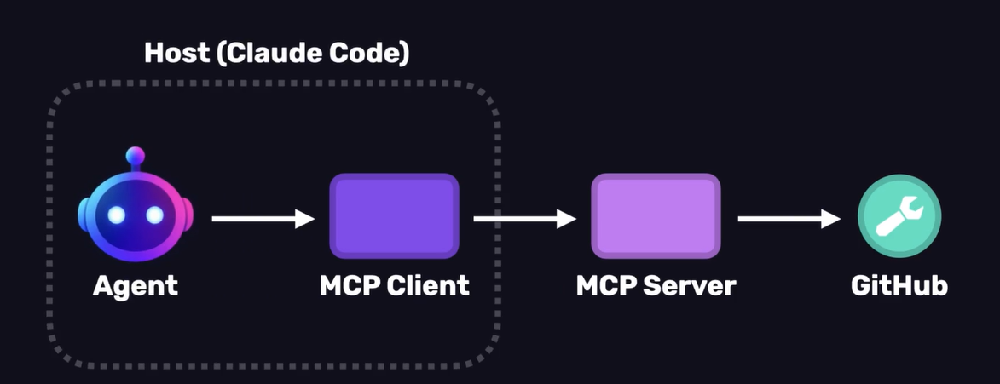 Host (Claude Code)
Agent
MCP Client
MCP Server
GitHub